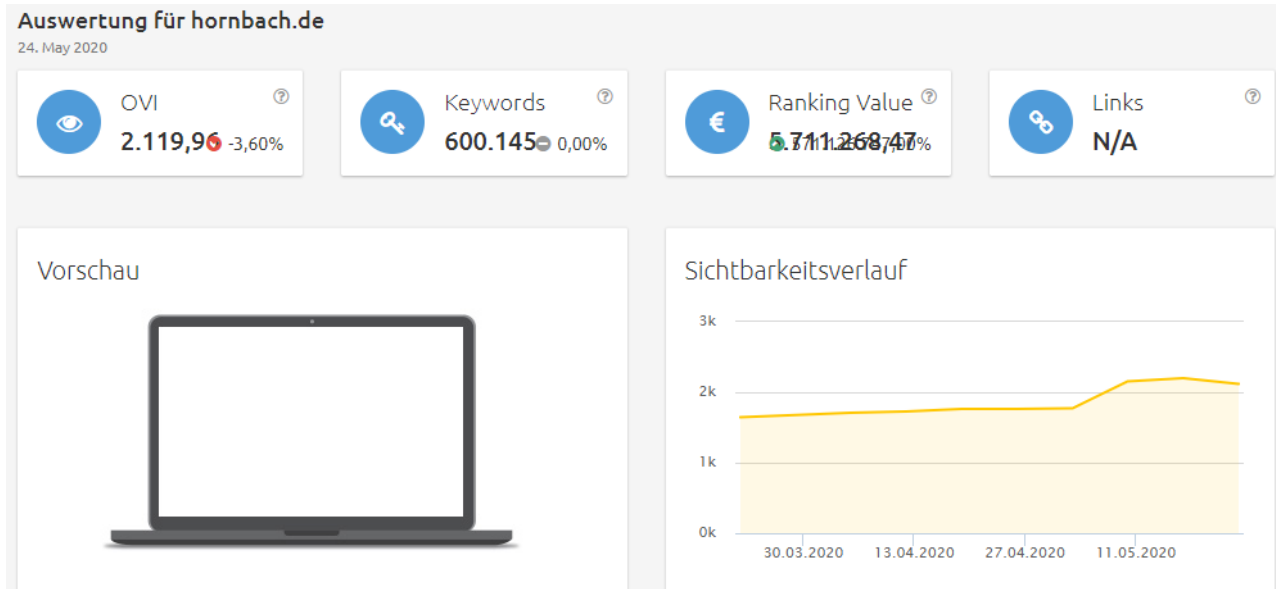 Auswertung für hornbach.de
24. May 2020
OVI
2.119,96 -3,60%
Keywords
600.145 0,00%
Ranking Value
5.711.268,47
Links
N/A
Vorschau
Sichtbarkeitsverlauf
3k
2k
1k
0k
30.03.2020 13.04.2020 27.04.2020 11.05.2020